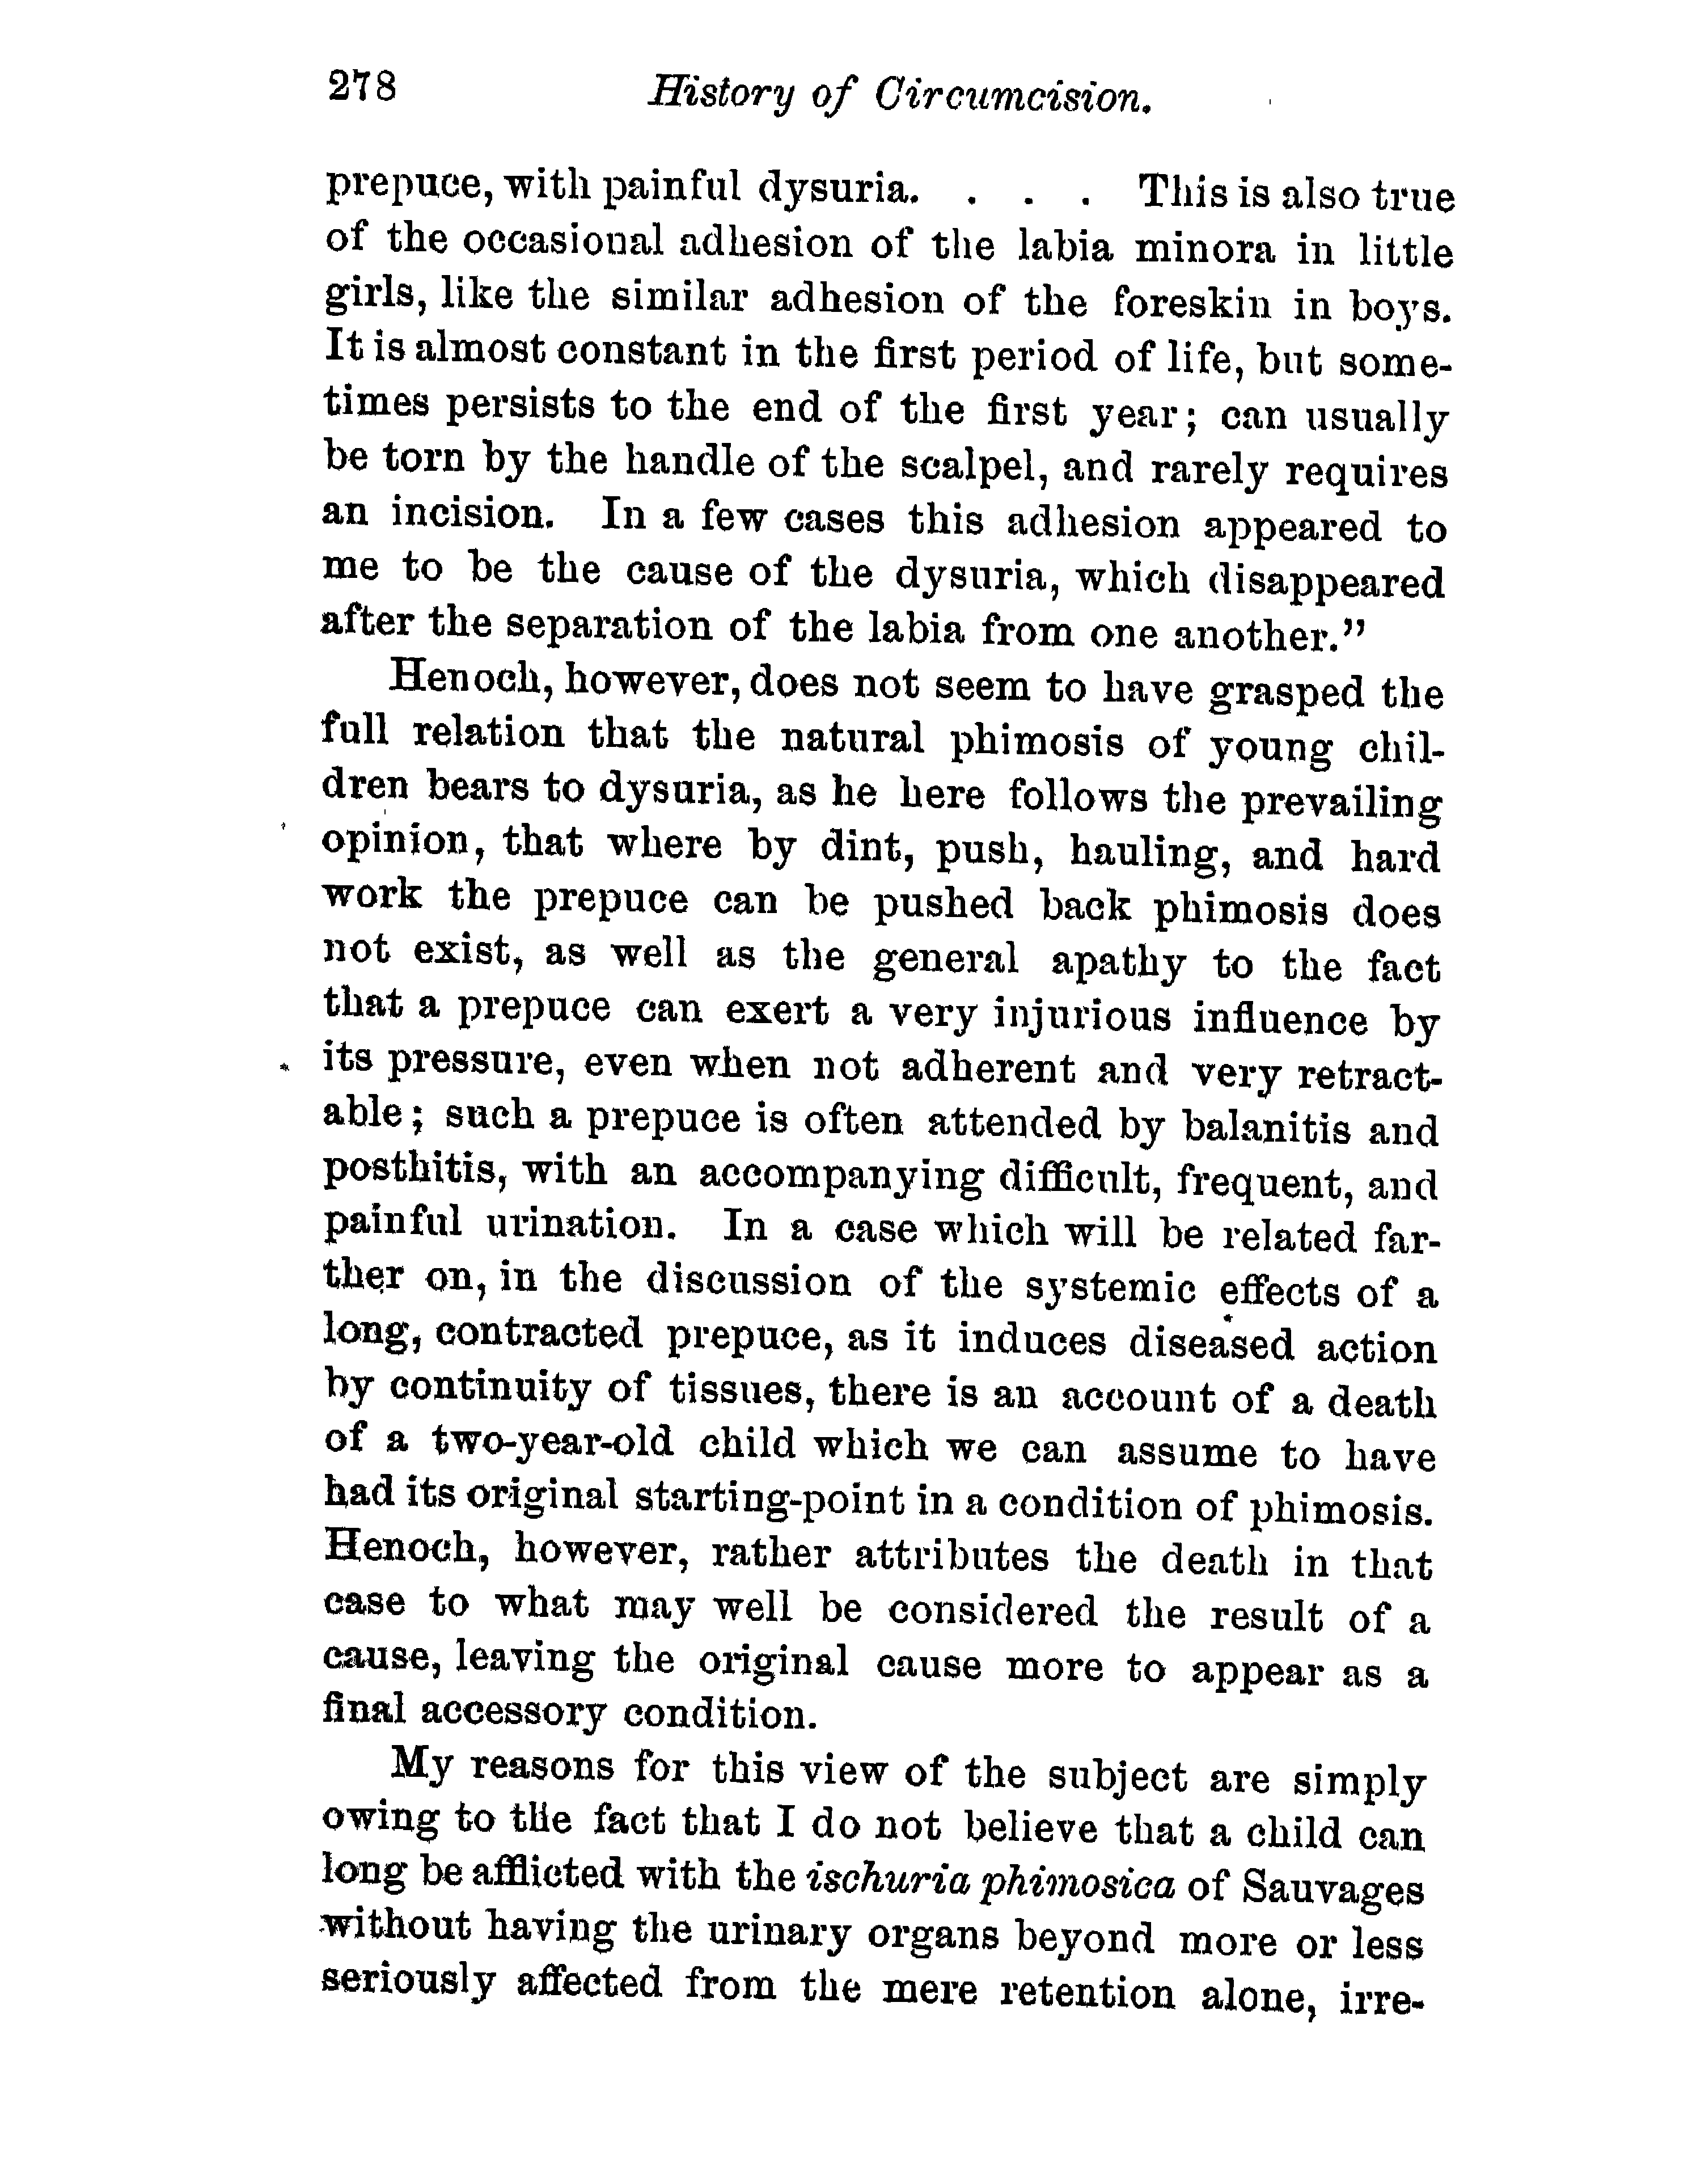 278 History of Circumcision.
prepuce, with painful dysuria. . . . This is also true
of the occasional adhesion of the labia minora in little
girls, like the similar adhesion of the foreskin in boys.
It is almost constant in the first period of life, but some-
times persists to the end of the first year; can usually
be torn by the handle of the scalpel, and rarely requires
an incision. In a few cases this adhesion appeared to
me to be the cause of the dysuria, which disappeared
after the separation of the labia from one another."
Henoch, however, does not seem to have grasped the
full relation that the natural phimosis of young chil-
dren bears to dysuria, as he here follows the prevailing
opinion, that where by dint, push, hauling, and hard
work the prepuce can be pushed back phimosis does
not exist, as well as the general apathy to the fact
that a prepuce can exert a very injurious influence by
its pressure, even when not adherent and very retract-
able; such a prepuce is often attended by balanitis and
posthitis, with an accompanying difficult, frequent, and
painful urination. In a case which will be related far-
ther on, in the discussion of the systemic effects of a
long, contracted prepuce, as it induces diseased action
by continuity of tissues, there is an account of a death
of a two-year-old child which we can assume to have
had its original starting-point in a condition of phimosis.
Henoch, however, rather attributes the death in that
case to what may well be considered the result of a
cause, leaving the original cause more to appear as a
final accessory condition.
My reasons for this view of the subject are simply
owing to the fact that I do not believe that a child can
long be afflicted with the ischuria phimosica of Sauvages
without having the urinary organs beyond more or less
seriously affected from the mere retention alone, irre-